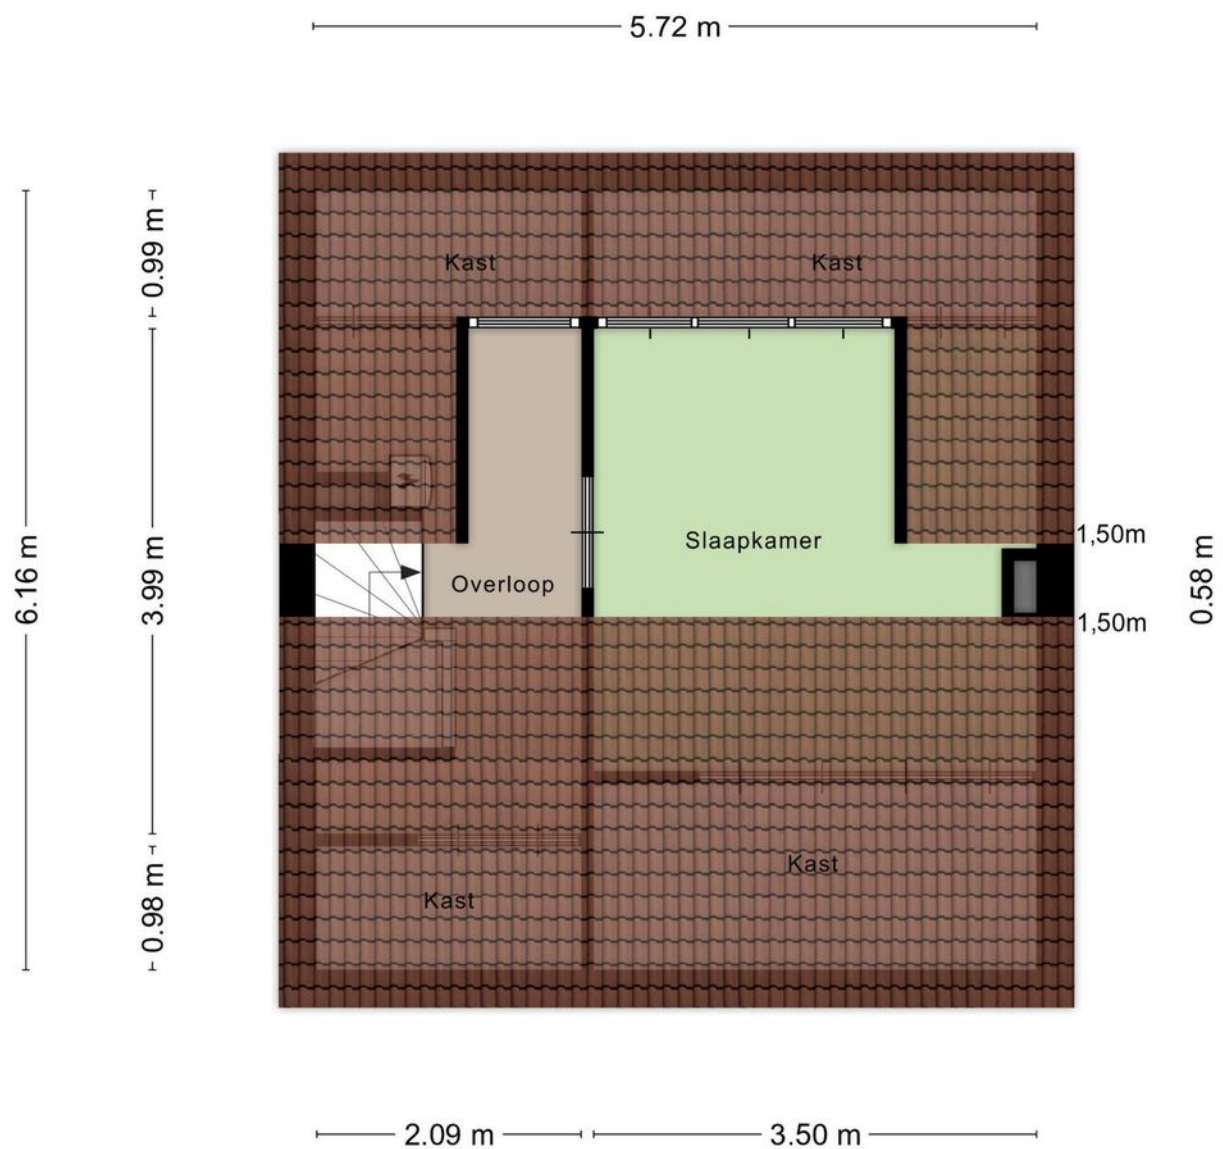 5.72 m
0.99 m
Kast
Kast
6.16 m
3.99 m
1,50m
Slaapkamer
0.58 m
Overloop
1,50m
Kast
0.98 m
Kast
2.09 m
3.50 m